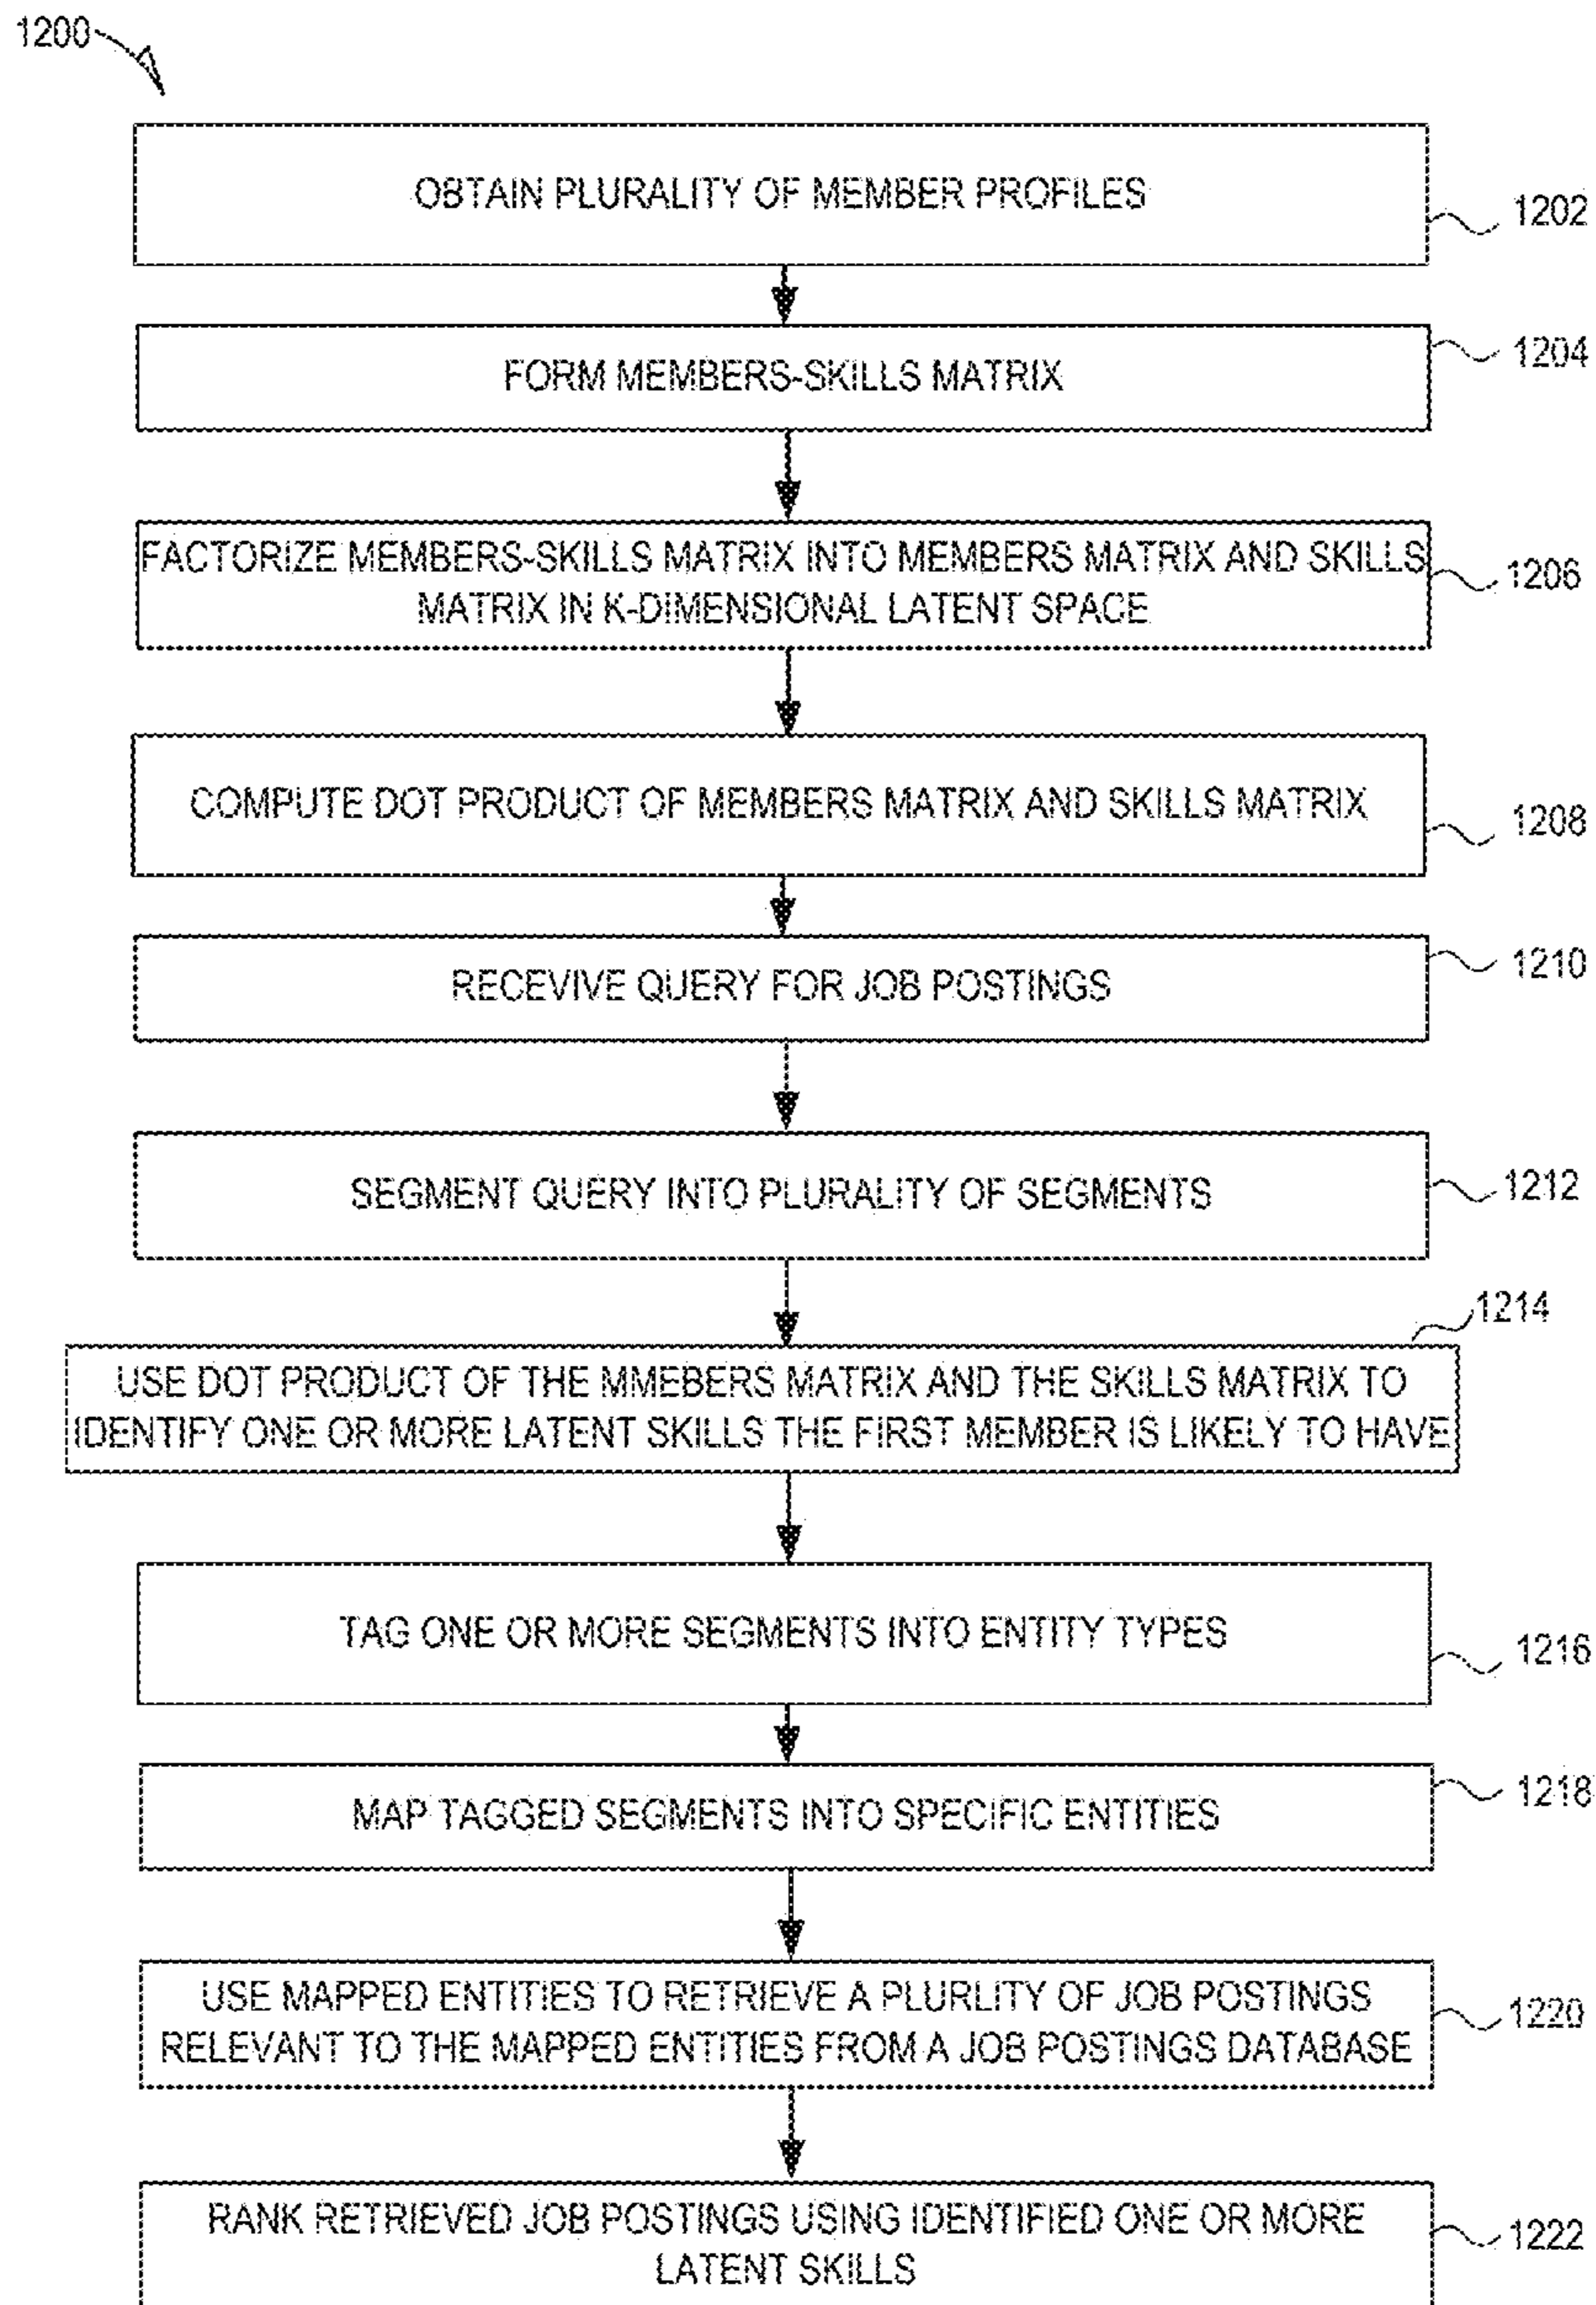 1200
OBTAIN PLURALITY OF MEMBER PROFILES
1202
FORM MEMBERS-SKILLS MATRIX
1204
FACTORIZE MEMBERS-SKILLS MATRIX INTO MEMBERS MATRIX AND SKILLS
MATRIX IN K-DIMENSIONAL LATENT SPACE
1206
COMPUTE DOT PRODUCT OF MEMBERS MATRIX AND SKILLS MATRIX
1208
RECEVIVE QUERY FOR JOB POSTINGS
1210
SEGMENT QUERY INTO PLURALITY OF SEGMENTS
1212
1214
USE DOT PRODUCT OF THE MMEBERS MATRIX AND THE SKILLS MATRIX TO
IDENTIFY ONE OR MORE LATENT SKILLS THE FIRST MEMBER IS LIKELY TO HAVE
TAG ONE OR MORE SEGMENTS INTO ENTITY TYPES
1216
MAP TAGGED SEGMENTS INTO SPECIFIC ENTITIES
1218
USE MAPPED ENTITIES TO RETRIEVE A PLURLITY OF JOB POSTINGS
RELEVANT TO THE MAPPED ENTITIES FROM A JOB POSTINGS DATABASE
1220
RANK RETRIEVED JOB POSTINGS USING IDENTIFIED ONE OR MORE
LATENT SKILLS
1222